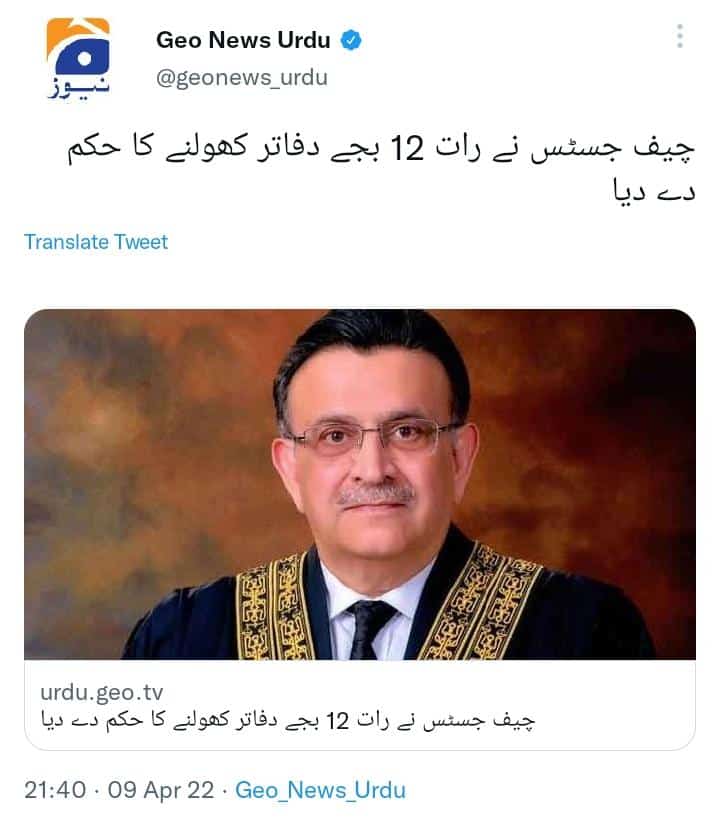 Geo News Urdu
نیوز
@geonews_urdu
چیف جسٹس نے رات 12 بجے دفاتر کھولنے کا حکم
دے دیا
Translate Tweet
urdu.geo.tv
چیف جسٹس نے رات 12 بجے دفاتر کھولنے کا حکم دے دیا
21:40 · 09 Apr 22 · Geo_News_Urdu